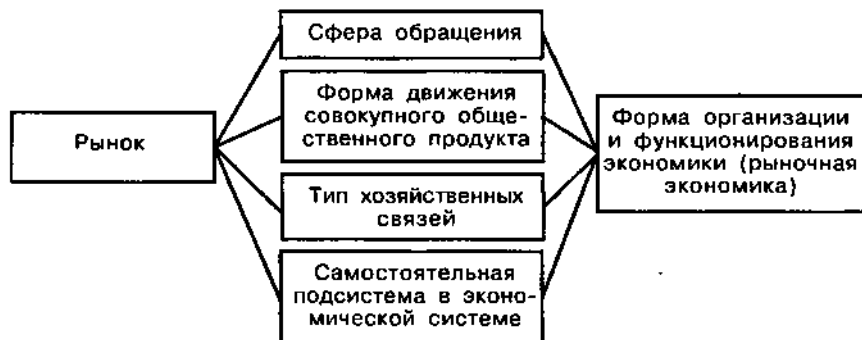 Рынок
Сфера обращения
Форма движения
совокупного обще-
ственного продукта
Тип хозяйственных
связей
Самостоятельная
подсистема в эконо-
мической системе
Форма организации
и функционирования
экономики (рыночная
экономика)